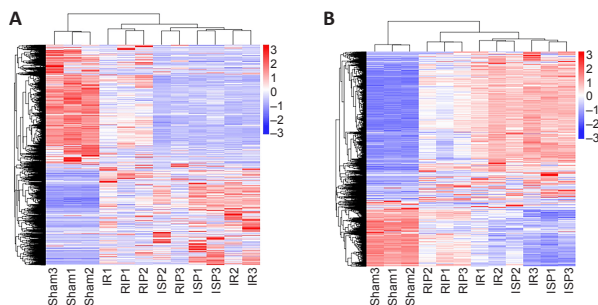 A
3
2
1
0
−1
−2
−3
Sham3
Sham1
Sham2
IR1
RIP1
RIP2
ISP2
RIP3
ISP1
ISP3
IR2
IR3
B
3
2
1
0
−1
−2
−3
Sham3
Sham1
Sham2
RIP2
RIP1
RIP3
IR1
IR2
ISP2
IR3
ISP1
ISP3